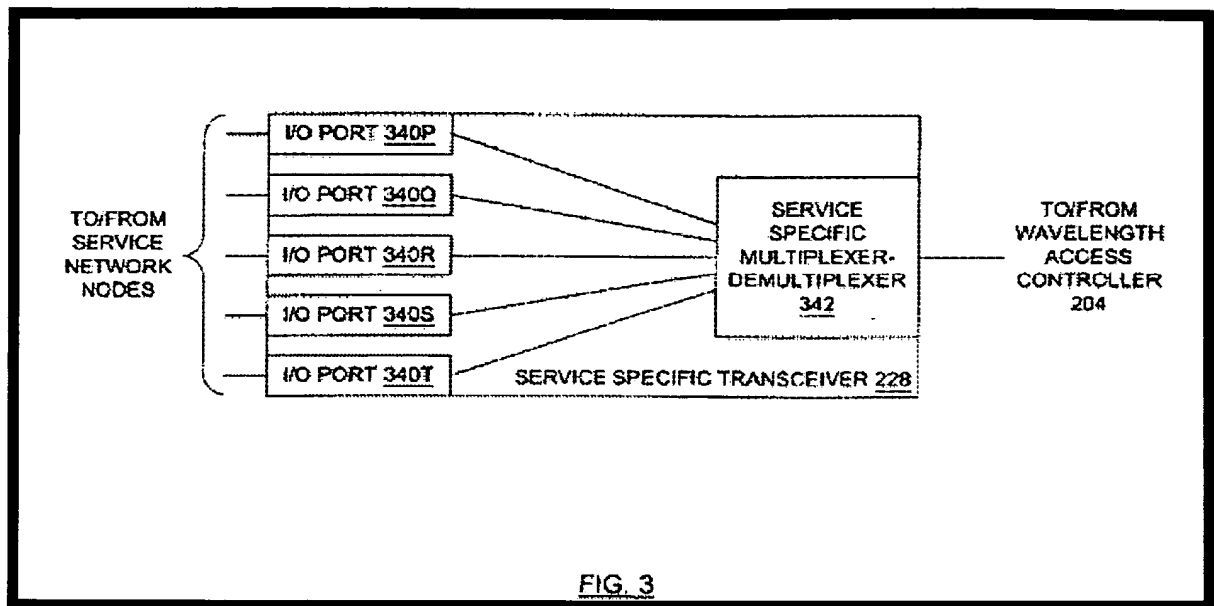 I/O PORT 340P
I/O PORT 340Q
I/O PORT 340R
I/O PORT 340S
I/O PORT 340T
TO/FROM
SERVICE
NETWORK
NODES
SERVICE
SPECIFIC
MULTIPLEXER-
DEMULTIPLEXER
342
TO/FROM
WAVELENGTH
ACCESS
CONTROLLER
204
SERVICE SPECIFIC TRANSCEIVER 228
FIG. 3